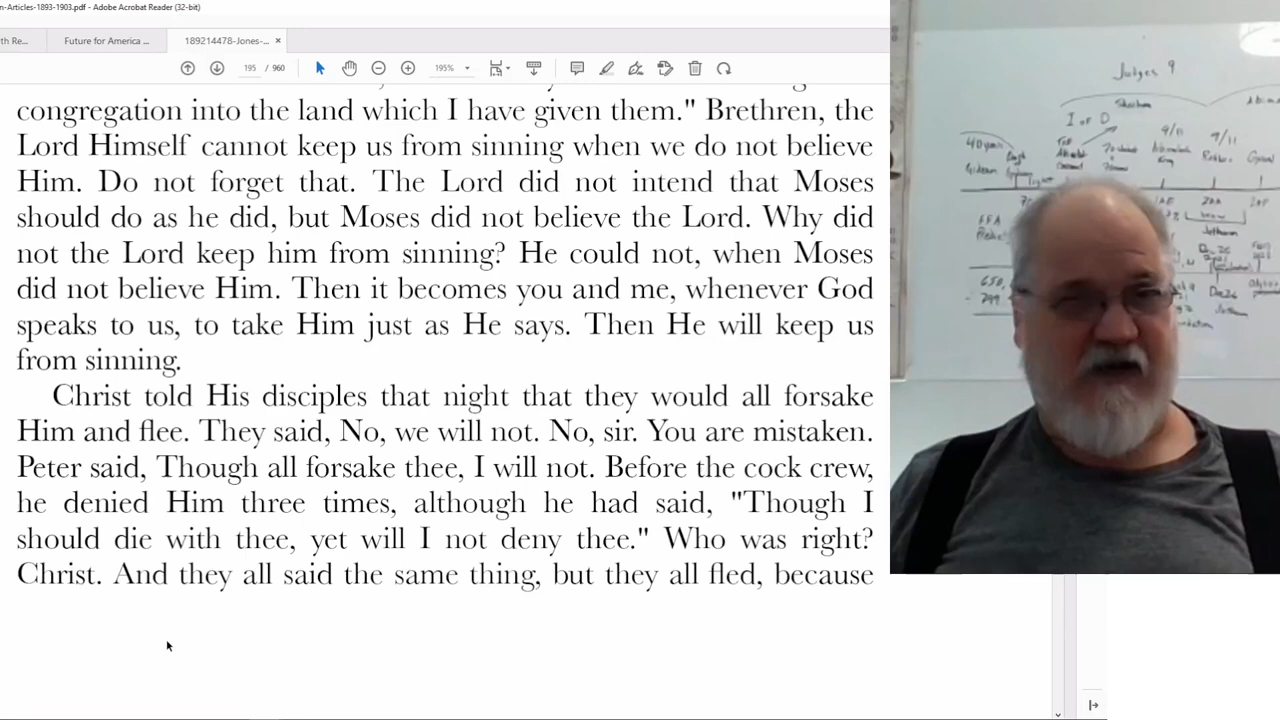 n-Articles-1893-1903.pdf - Adobe Acrobat Reader (32-bit)
th Re... Future for America ... 189214478-Jones-... ×
195 / 960 195%
congregation into the land which I have given them." Brethren, the
Lord Himself cannot keep us from sinning when we do not believe
Him. Do not forget that. The Lord did not intend that Moses
should do as he did, but Moses did not believe the Lord. Why did
not the Lord keep him from sinning? He could not, when Moses
did not believe Him. Then it becomes you and me, whenever God
speaks to us, to take Him just as He says. Then He will keep us
from sinning.
Christ told His disciples that night that they would all forsake
Him and flee. They said, No, we will not. No, sir. You are mistaken.
Peter said, Though all forsake thee, I will not. Before the cock crew,
he denied Him three times, although he had said, "Though I
should die with thee, yet will I not deny thee." Who was right?
Christ. And they all said the same thing, but they all fled, because
Judges 9
Shechem
I of D
9/11
9/11
Gideon
Jotham
Dec 26